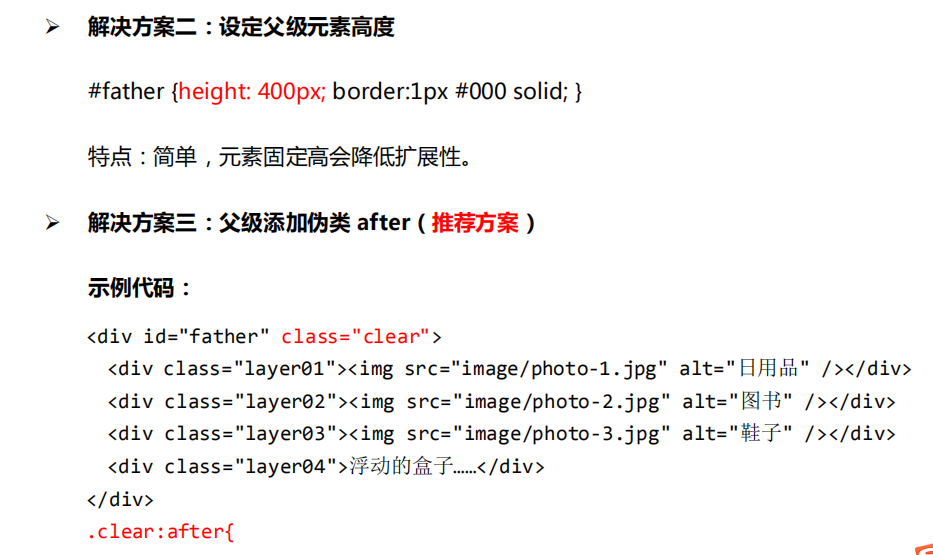 ➢ 解决方案二：设定父级元素高度
#father {height: 400px; border:1px #000 solid; }
特点：简单，元素固定高会降低扩展性。
➢ 解决方案三：父级添加伪类 after（推荐方案）
示例代码：
<div id="father" class="clear">
<div class="layer01"><img src="image/photo-1.jpg" alt="日用品" /></div>
<div class="layer02"><img src="image/photo-2.jpg" alt="图书" /></div>
<div class="layer03"><img src="image/photo-3.jpg" alt="鞋子" /></div>
<div class="layer04">浮动的盒子……</div>
</div>
.clear:after{